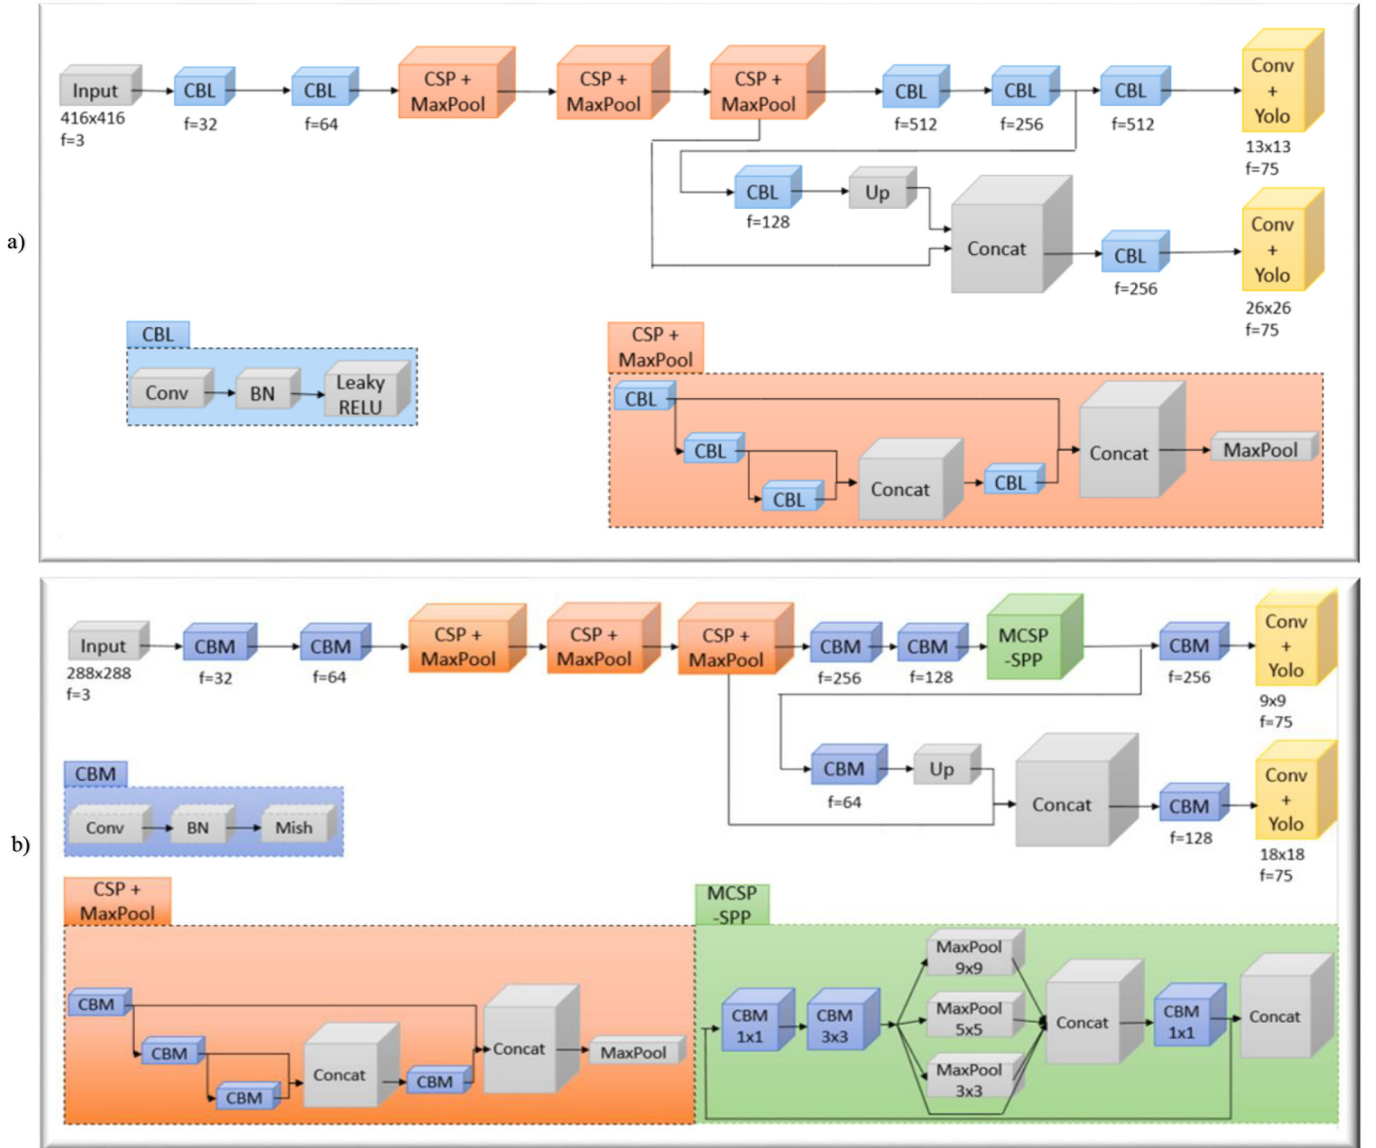 Input
416x416
f=3
CBL
f=32
CBL
f=64
CSP +
MaxPool
CSP +
MaxPool
CSP +
MaxPool
CBL
f=512
CBL
f=256
CBL
f=512
Conv
+
Yolo
13x13
f=75
CBL
f=128
Up
Concat
CBL
f=256
Conv
+
Yolo
26x26
f=75
a)
CBL
Conv
BN
Leaky
RELU
CSP +
MaxPool
CBL
CBL
CBL
Concat
CBL
Concat
MaxPool
Input
288x288
f=3
CBM
f=32
CBM
f=64
CSP +
MaxPool
CSP +
MaxPool
CSP +
MaxPool
CBM
f=256
CBM
f=128
MCSP
-SPP
CBM
f=256
Conv
+
Yolo
9x9
f=75
CBM
f=64
Up
Concat
CBM
f=128
Conv
+
Yolo
18x18
f=75
b)
CBM
Conv
BN
Mish
CSP +
MaxPool
CBM
CBM
CBM
Concat
CBM
Concat
MaxPool
MCSP
-SPP
CBM
1x1
CBM
3x3
MaxPool
9x9
MaxPool
5x5
MaxPool
3x3
Concat
CBM
1x1
Concat